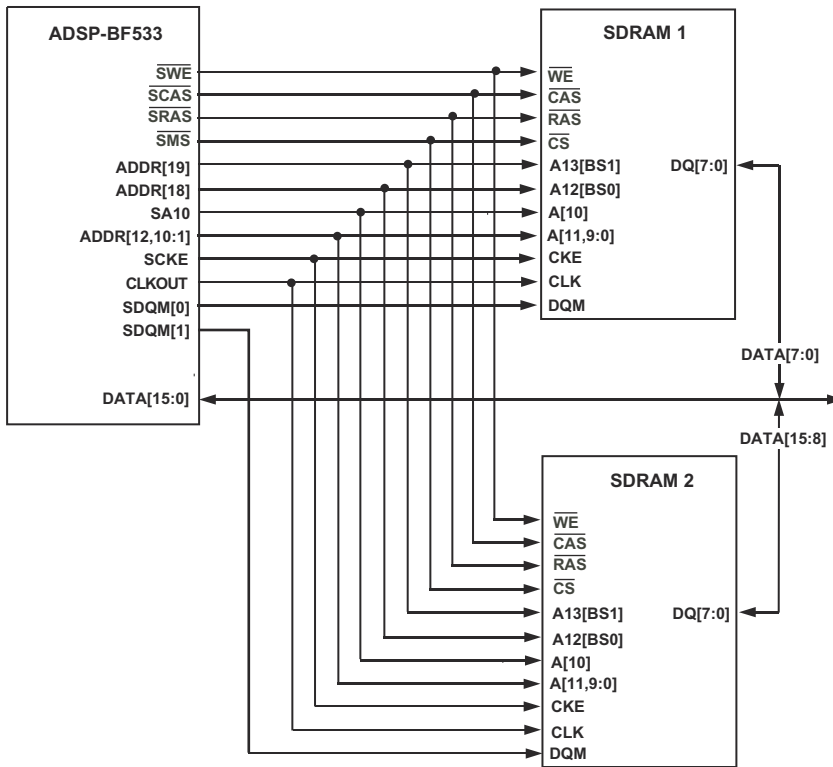 ADSP-BF533
SWE
SCAS
SRAS
SMS
ADDR[19]
ADDR[18]
SA10
ADDR[12,10:1]
SCKE
CLKOUT
SDQM[0]
SDQM[1]
DATA[15:0]
SDRAM 1
WE
CAS
RAS
CS
A13[BS1]
DQ[7:0]
A12[BS0]
A[10]
A[11,9:0]
CKE
CLK
DQM
DATA[7:0]
DATA[15:8]
SDRAM 2
WE
CAS
RAS
CS
A13[BS1]
DQ[7:0]
A12[BS0]
A[10]
A[11,9:0]
CKE
CLK
DQM